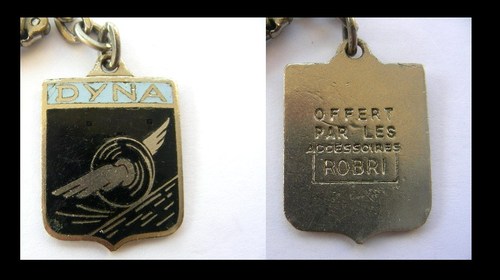 DYNA
OFFERT
PAR LES
ACCESSOIRES
ROBRI